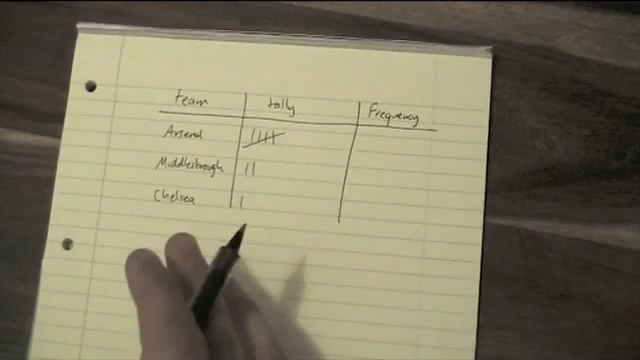 Team Tally Frequency
Arsenal
Middlesbrough ||
Chelsea |